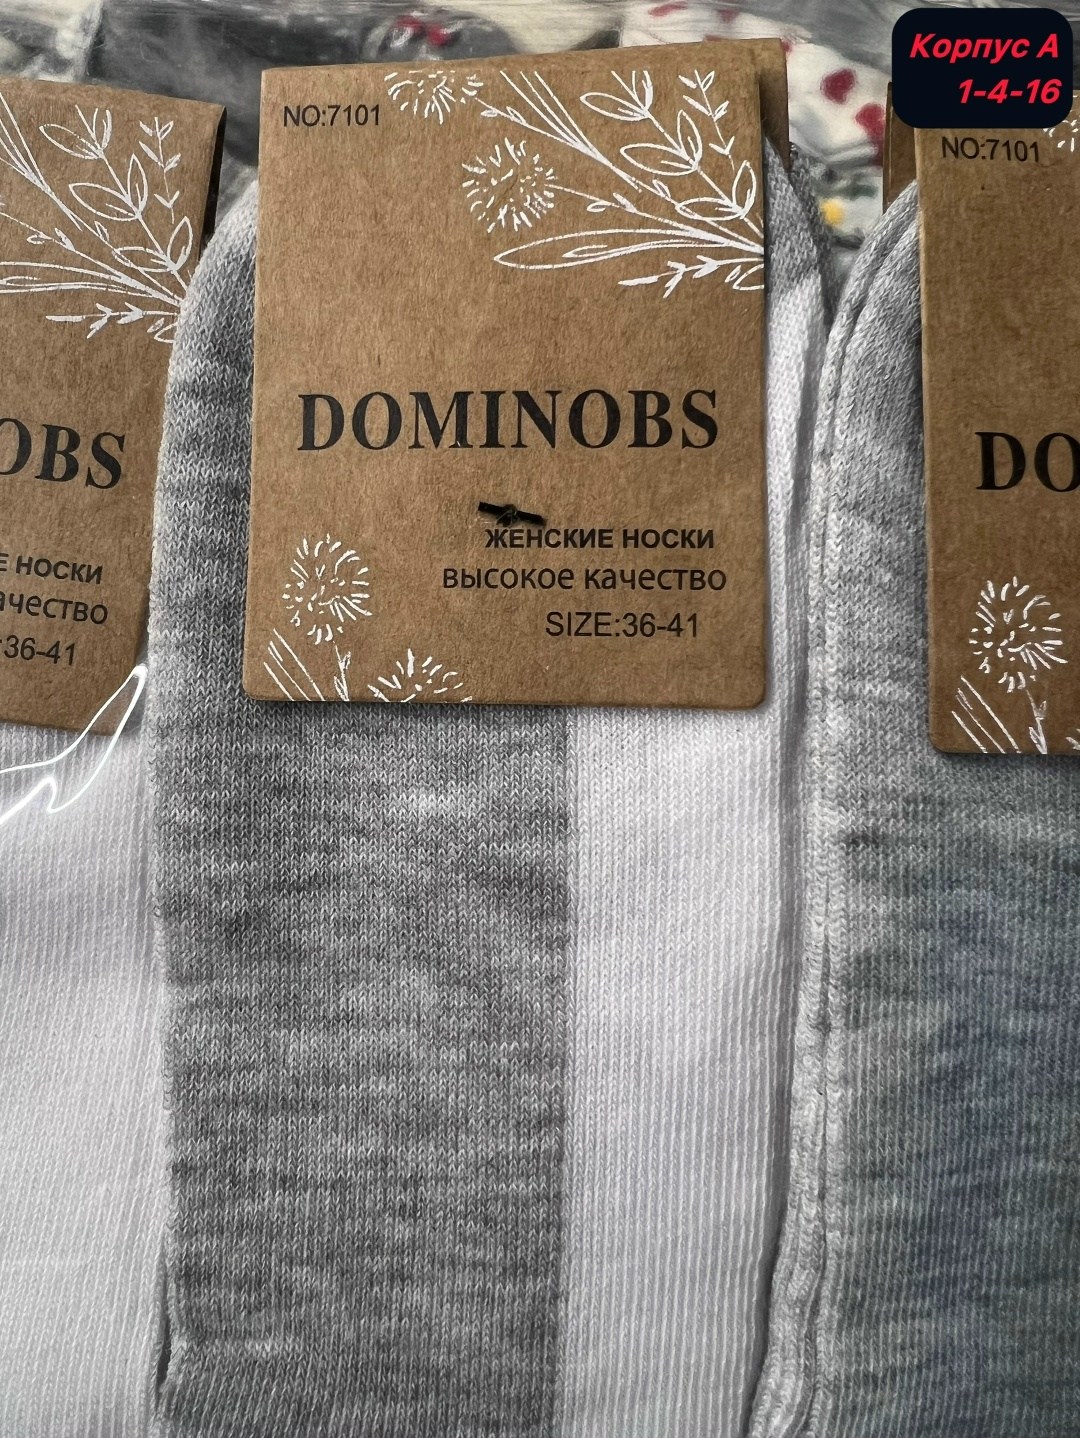 Корпус А
1-4-16
NO:7101
DOMINOBS
ЖЕНСКИЕ НОСКИ
высокое качество
SIZE:36-41
OBS
Е НОСКИ
ачество
:36-41
NO:7101
DO